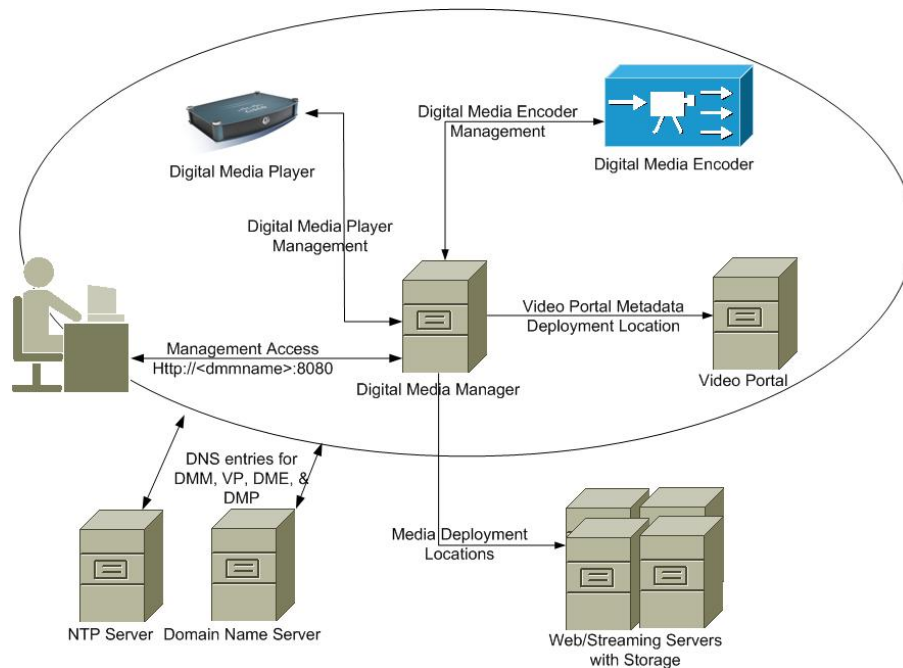 Digital Media Encoder
Management
Digital Media Encoder
Digital Media Player
Digital Media Player
Management
Video Portal Metadata
Deployment Location
Management Access
Http://<dmmname>:8080
Digital Media Manager
Video Portal
DNS entries for
DMM, VP, DME, &
DMP
Media Deployment
Locations
NTP Server
Domain Name Server
Web/Streaming Servers
with Storage